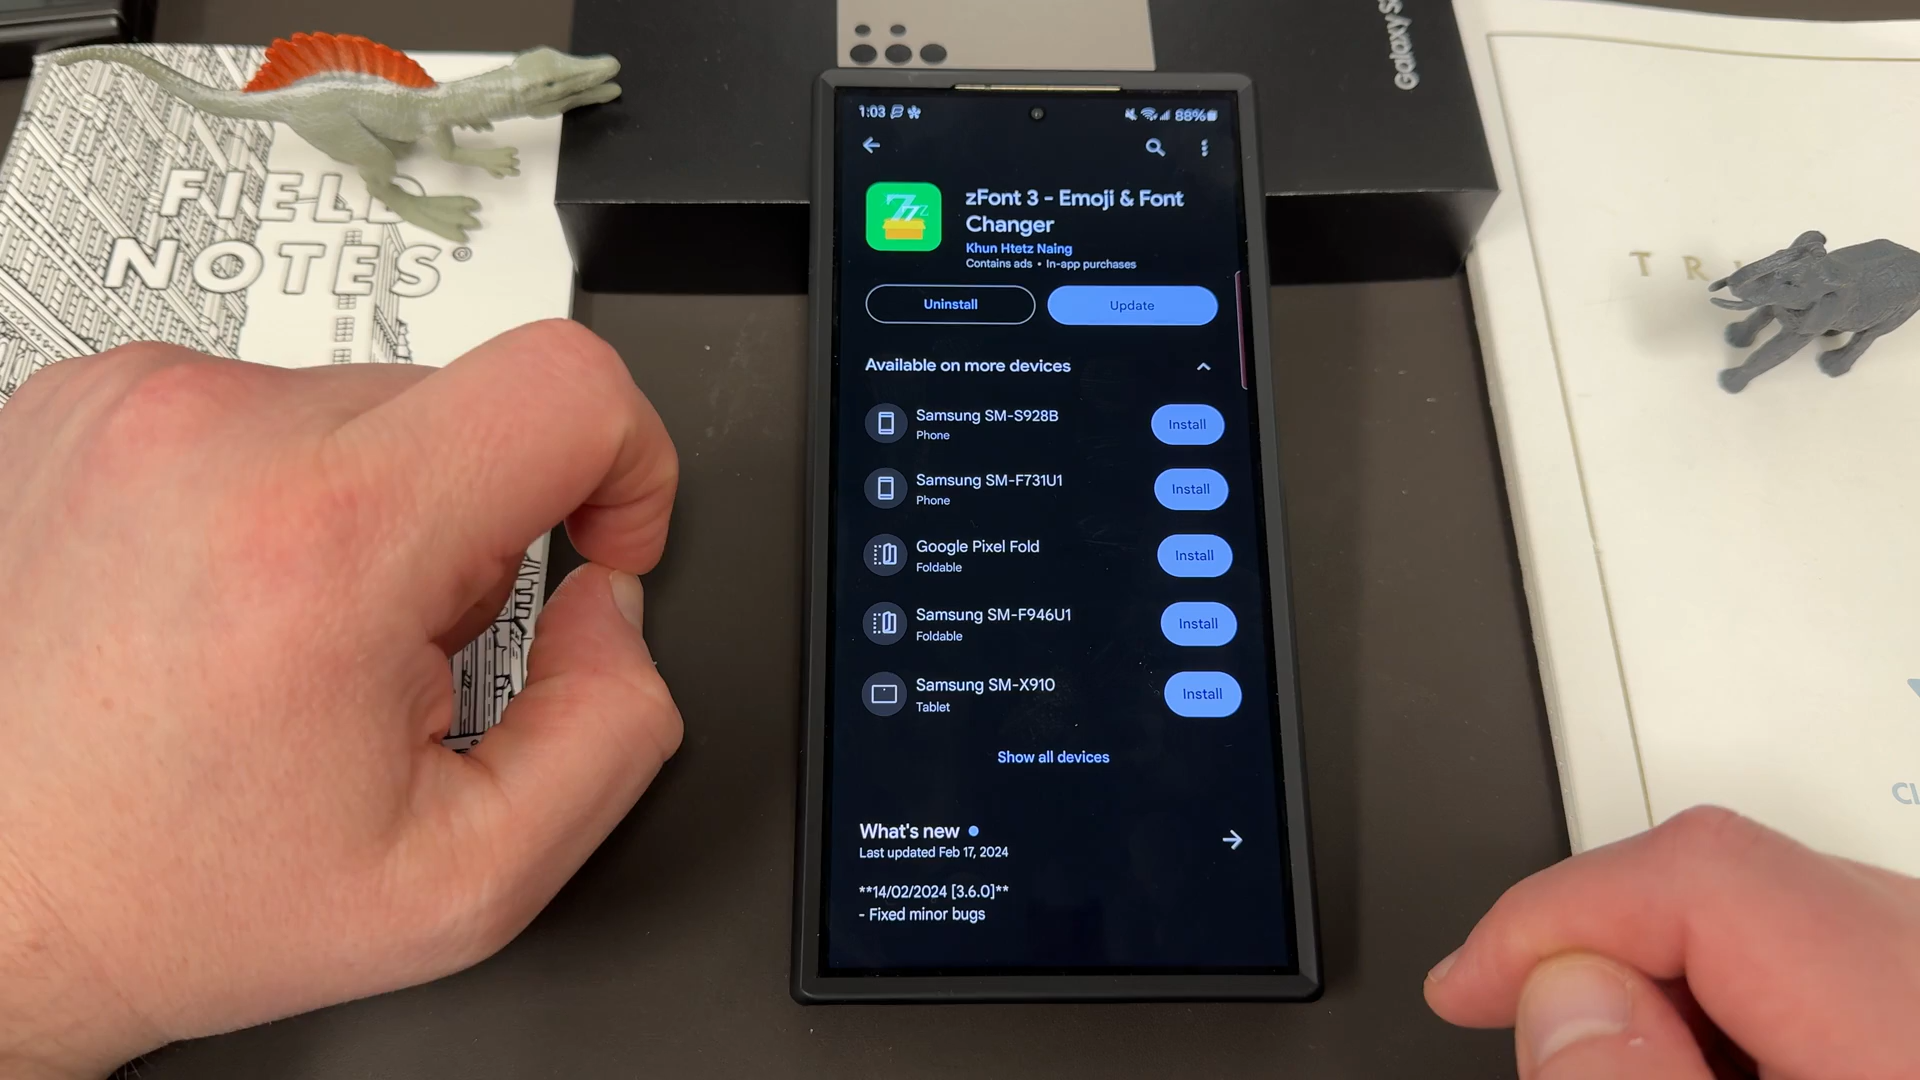 Galaxy S
FIELD
NOTES®
1:03
88%
zFont 3 - Emoji & Font
Changer
Khun Htetz Naing
Contains ads • In-app purchases
Uninstall
Update
Available on more devices
Samsung SM-S928B
Phone
Install
Samsung SM-F731U1
Phone
Install
Google Pixel Fold
Foldable
Install
Samsung SM-F946U1
Foldable
Install
Samsung SM-X910
Tablet
Install
Show all devices
What's new
Last updated Feb 17, 2024
**14/02/2024 [3.6.0]**
- Fixed minor bugs